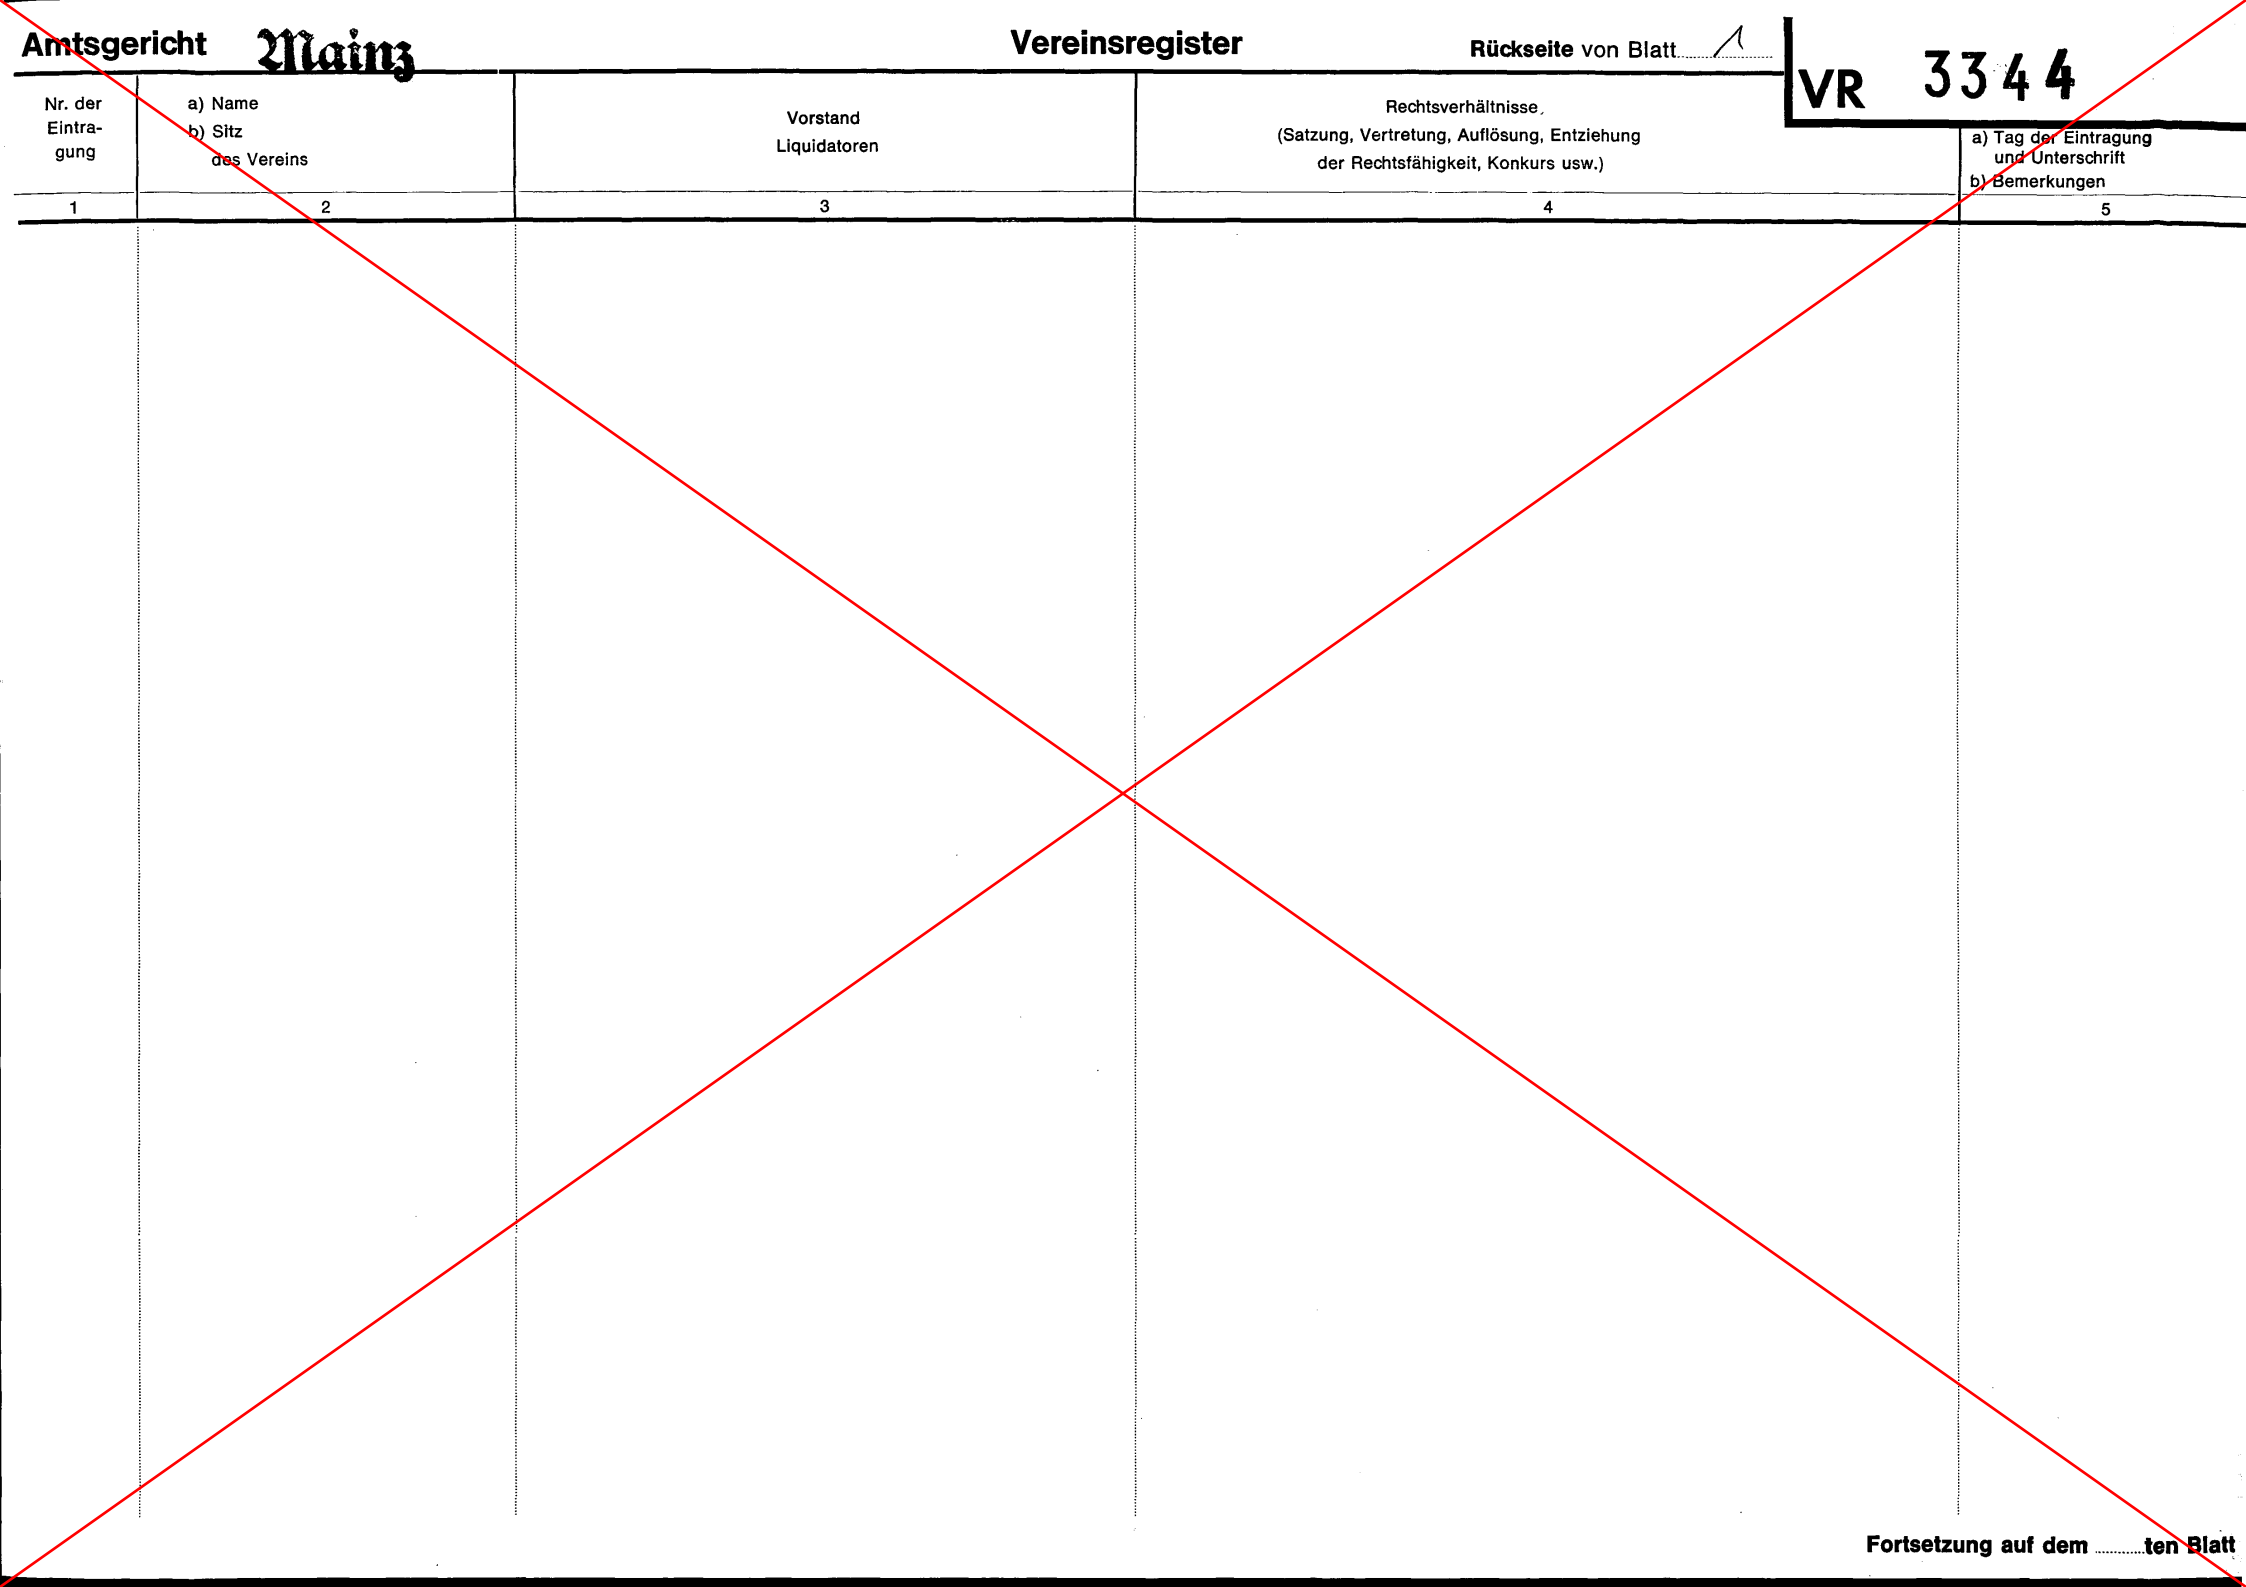 Amtsgericht Mainz Vereinsregister Rückseite von Blatt 1 VR 3344
Nr. der
Eintra-
gung
a) Name
b) Sitz
des Vereins
Vorstand
Liquidatoren
Rechtsverhältnisse
(Satzung, Vertretung, Auflösung, Entziehung
der Rechtsfähigkeit, Konkurs usw.)
a) Tag der Eintragung
und Unterschrift
b) Bemerkungen
1 2 3 4 5
Fortsetzung auf dem ............ten Blatt